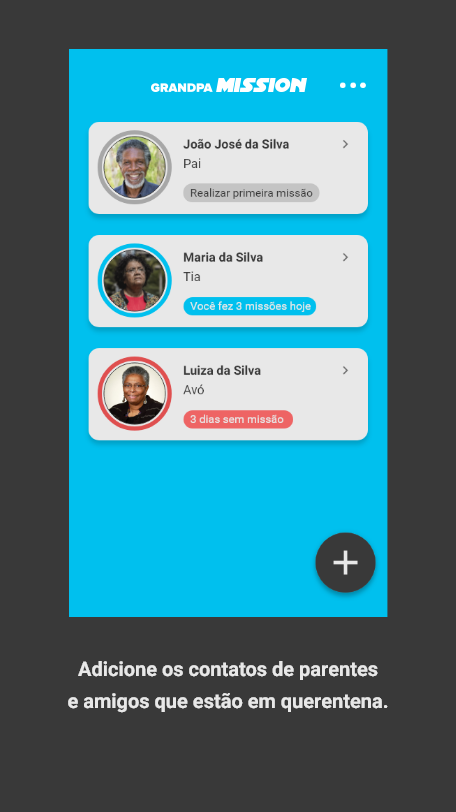 GRANDPA MISSION
João José da Silva
Pai
Realizar primeira missão
Maria da Silva
Tia
Você fez 3 missões hoje
Luiza da Silva
Avó
3 dias sem missão
Adicione os contatos de parentes
e amigos que estão em querentena.